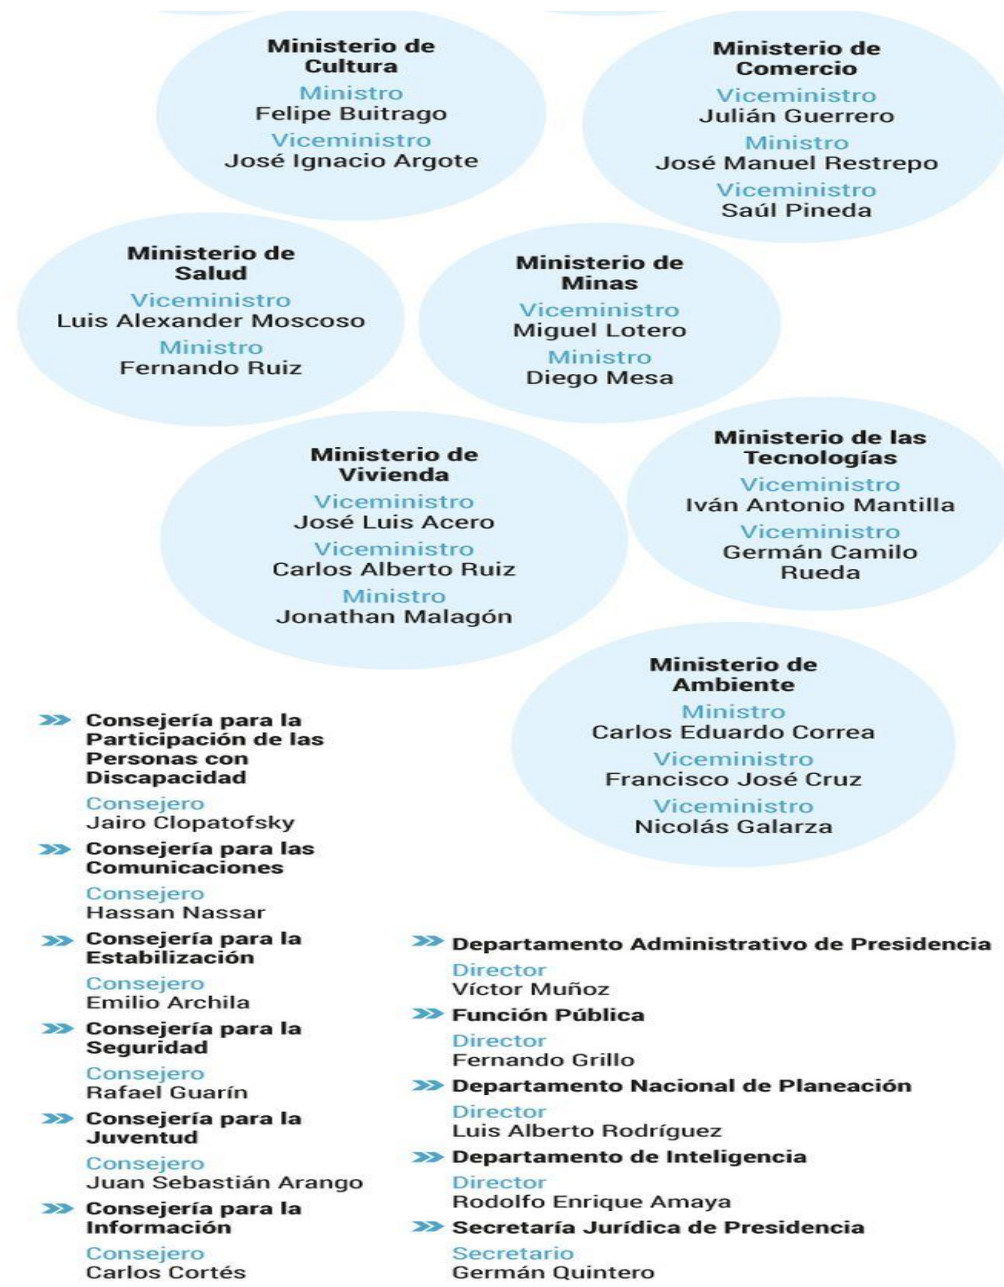 Ministerio de
Cultura
Ministro
Felipe Buitrago
Viceministro
José Ignacio Argote
Ministerio de
Comercio
Viceministro
Julián Guerrero
Ministro
José Manuel Restrepo
Viceministro
Saúl Pineda
Ministerio de
Salud
Viceministro
Luis Alexander Moscoso
Ministro
Fernando Ruiz
Ministerio de
Minas
Viceministro
Miguel Lotero
Ministro
Diego Mesa
Ministerio de
Vivienda
Viceministro
José Luis Acero
Viceministro
Carlos Alberto Ruiz
Ministro
Jonathan Malagón
Ministerio de las
Tecnologías
Viceministro
Iván Antonio Mantilla
Viceministro
Germán Camilo
Rueda
Ministerio de
Ambiente
Ministro
Carlos Eduardo Correa
Viceministro
Francisco José Cruz
Viceministro
Nicolás Galarza
Consejería para la
Participación de las
Personas con
Discapacidad
Consejero
Jairo Clopatofsky
Consejería para las
Comunicaciones
Consejero
Hassan Nassar
Consejería para la
Estabilización
Consejero
Emilio Archila
Consejería para la
Seguridad
Consejero
Rafael Guarín
Consejería para la
Juventud
Consejero
Juan Sebastián Arango
Consejería para la
Información
Consejero
Carlos Cortés
Departamento Administrativo de Presidencia
Director
Víctor Muñoz
Función Pública
Director
Fernando Grillo
Departamento Nacional de Planeación
Director
Luis Alberto Rodríguez
Departamento de Inteligencia
Director
Rodolfo Enrique Amaya
Secretaría Jurídica de Presidencia
Secretario
Germán Quintero